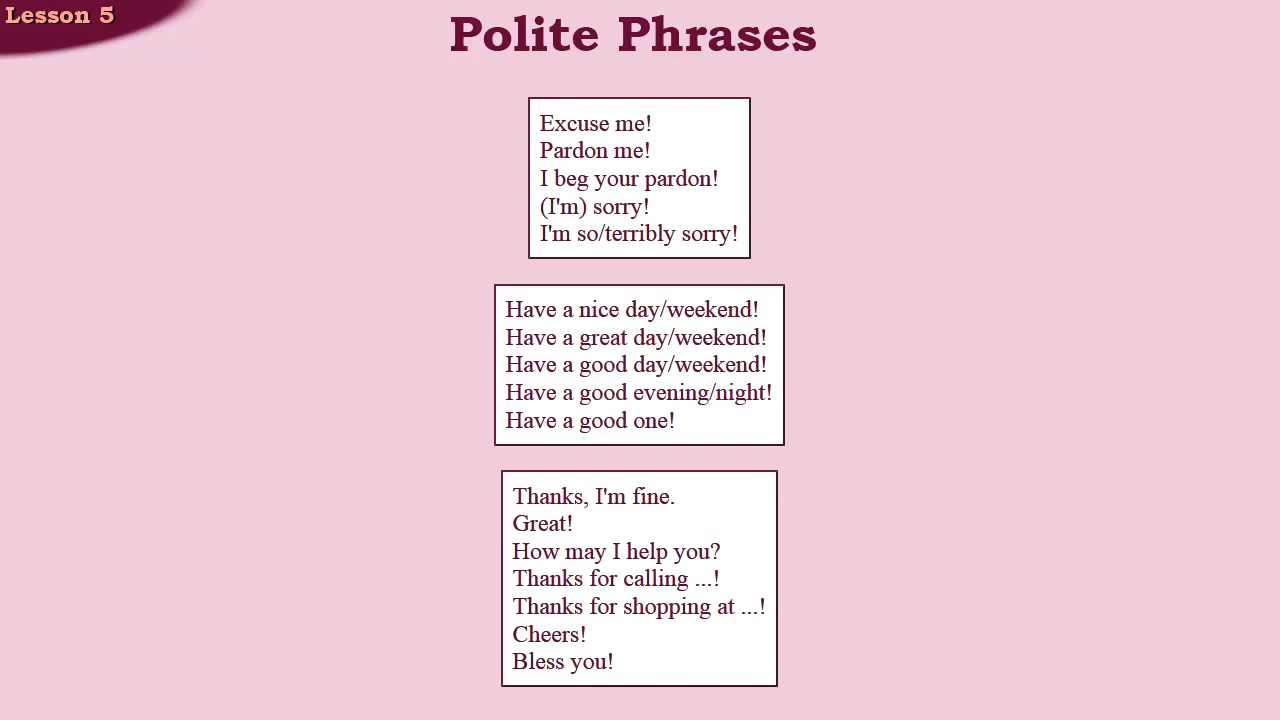 Lesson 5
Polite Phrases
Excuse me!
Pardon me!
I beg your pardon!
(I'm) sorry!
I'm so/terribly sorry!
Have a nice day/weekend!
Have a great day/weekend!
Have a good day/weekend!
Have a good evening/night!
Have a good one!
Thanks, I'm fine.
Great!
How may I help you?
Thanks for calling ...!
Thanks for shopping at ...!
Cheers!
Bless you!